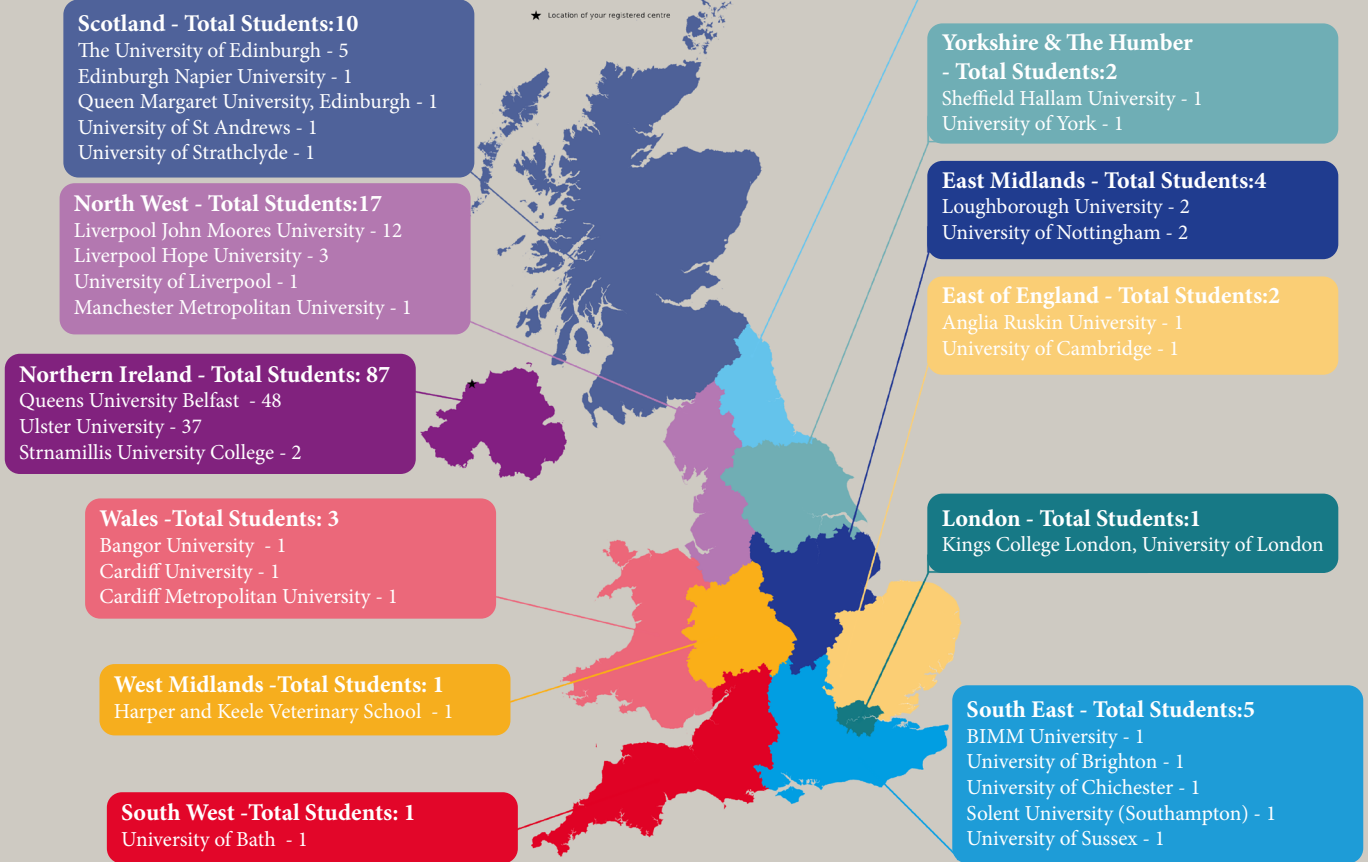 ★ Location of your registered centre
Scotland - Total Students:10
The University of Edinburgh - 5
Edinburgh Napier University - 1
Queen Margaret University, Edinburgh - 1
University of St Andrews - 1
University of Strathclyde - 1
North West - Total Students:17
Liverpool John Moores University - 12
Liverpool Hope University - 3
University of Liverpool - 1
Manchester Metropolitan University - 1
Northern Ireland - Total Students: 87
Queens University Belfast - 48
Ulster University - 37
Strnamillis University College - 2
Wales -Total Students: 3
Bangor University - 1
Cardiff University - 1
Cardiff Metropolitan University - 1
West Midlands -Total Students: 1
Harper and Keele Veterinary School - 1
South West -Total Students: 1
University of Bath - 1
Yorkshire & The Humber
- Total Students:2
Sheffield Hallam University - 1
University of York - 1
East Midlands - Total Students:4
Loughborough University - 2
University of Nottingham - 2
East of England - Total Students:2
Anglia Ruskin University - 1
University of Cambridge - 1
London - Total Students:1
Kings College London, University of London
South East - Total Students:5
BIMM University - 1
University of Brighton - 1
University of Chichester - 1
Solent University (Southampton) - 1
University of Sussex - 1